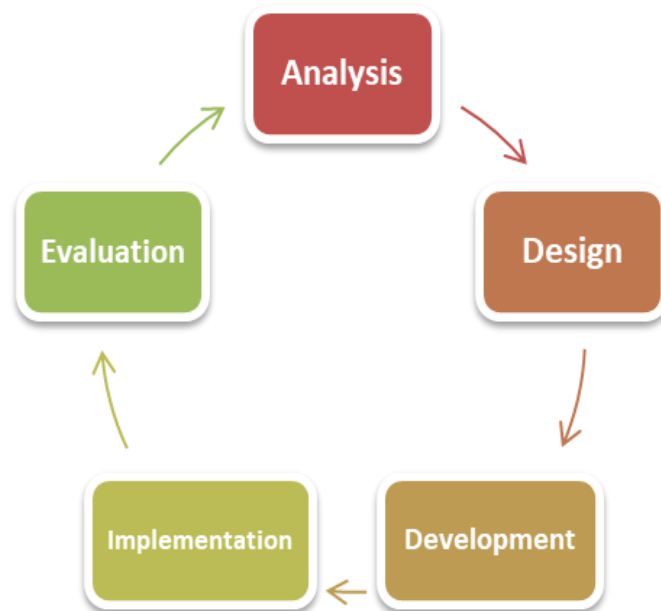 Analysis
Design
Development
Implementation
Evaluation